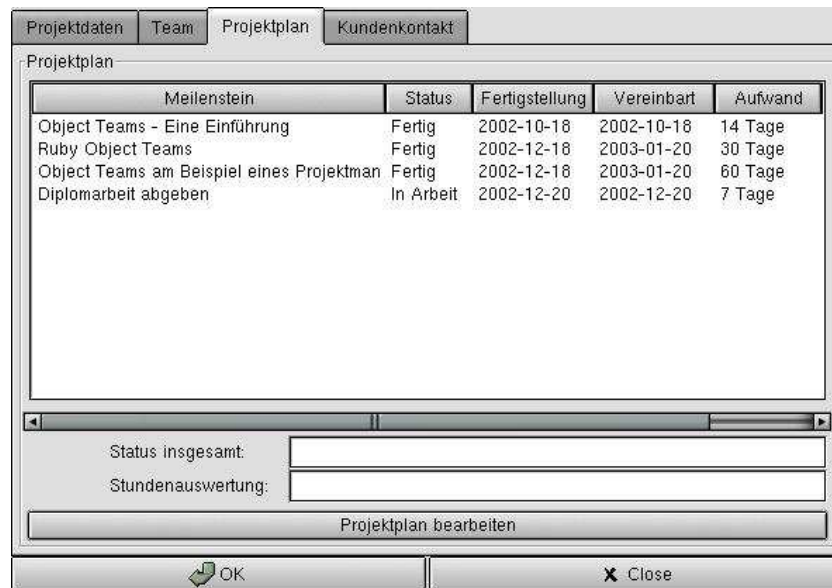 Projektdaten Team Projektplan Kundenkontakt
Projektplan
Meilenstein Status Fertigstellung Vereinbart Aufwand
Object Teams - Eine Einführung Fertig 2002-10-18 2002-10-18 14 Tage
Ruby Object Teams Fertig 2002-12-18 2003-01-20 30 Tage
Object Teams am Beispiel eines Projektman Fertig 2002-12-18 2003-01-20 60 Tage
Diplomarbeit abgeben In Arbeit 2002-12-20 2002-12-20 7 Tage
Status insgesamt:
Stundenauswertung:
Projektplan bearbeiten
OK Close